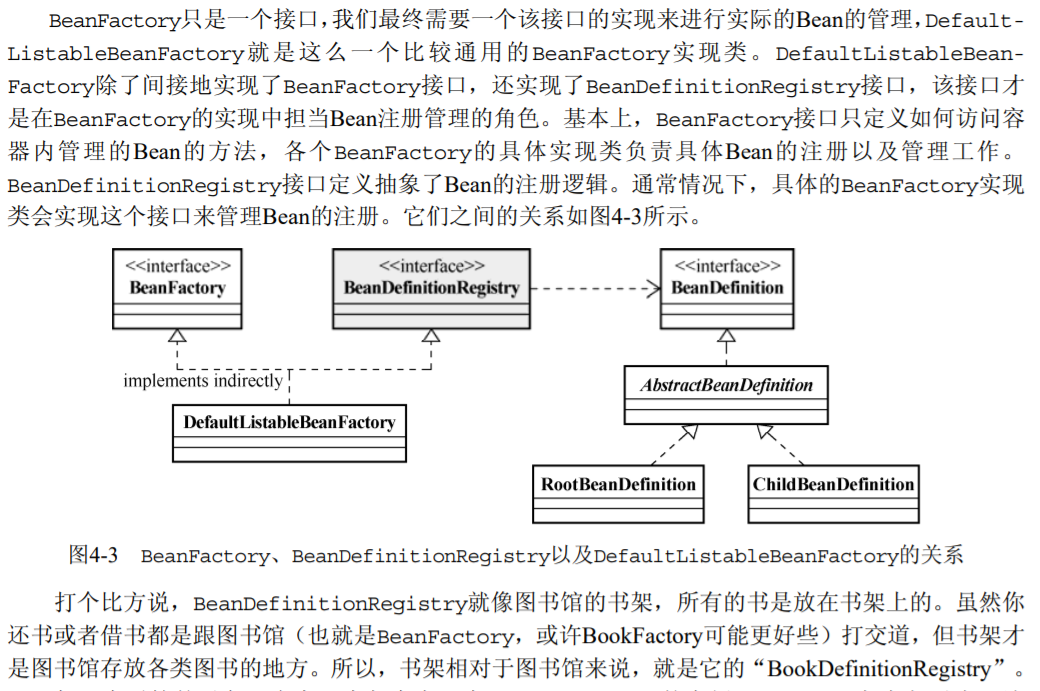 BeanFactory只是一个接口，我们最终需要一个该接口的实现来进行实际的Bean的管理，Default-
ListableBeanFactory就是这么一个比较通用的BeanFactory实现类。DefaultListableBean-
Factory除了间接地实现了BeanFactory接口，还实现了BeanDefinitionRegistry接口，该接口才
是在BeanFactory的实现中担当Bean注册管理的角色。基本上，BeanFactory接口只定义如何访问容
器内管理的Bean的方法，各个BeanFactory的具体实现类负责具体Bean的注册以及管理工作。
BeanDefinitionRegistry接口定义抽象了Bean的注册逻辑。通常情况下，具体的BeanFactory实现
类会实现这个接口来管理Bean的注册。它们之间的关系如图4-3所示。
<<interface>>
BeanFactory
<<interface>>
BeanDefinitionRegistry
<<interface>>
BeanDefinition
implements indirectly
AbstractBeanDefinition
DefaultListableBeanFactory
RootBeanDefinition
ChildBeanDefinition
图4-3 BeanFactory、BeanDefinitionRegistry以及DefaultListableBeanFactory的关系
打个比方说，BeanDefinitionRegistry就像图书馆的书架，所有的书是放在书架上的。虽然你
还书或者借书都是跟图书馆（也就是BeanFactory，或许BookFactory可能更好些）打交道，但书架才
是图书馆存放各类图书的地方。所以，书架相对于图书馆来说，就是它的“BookDefinitionRegistry”。